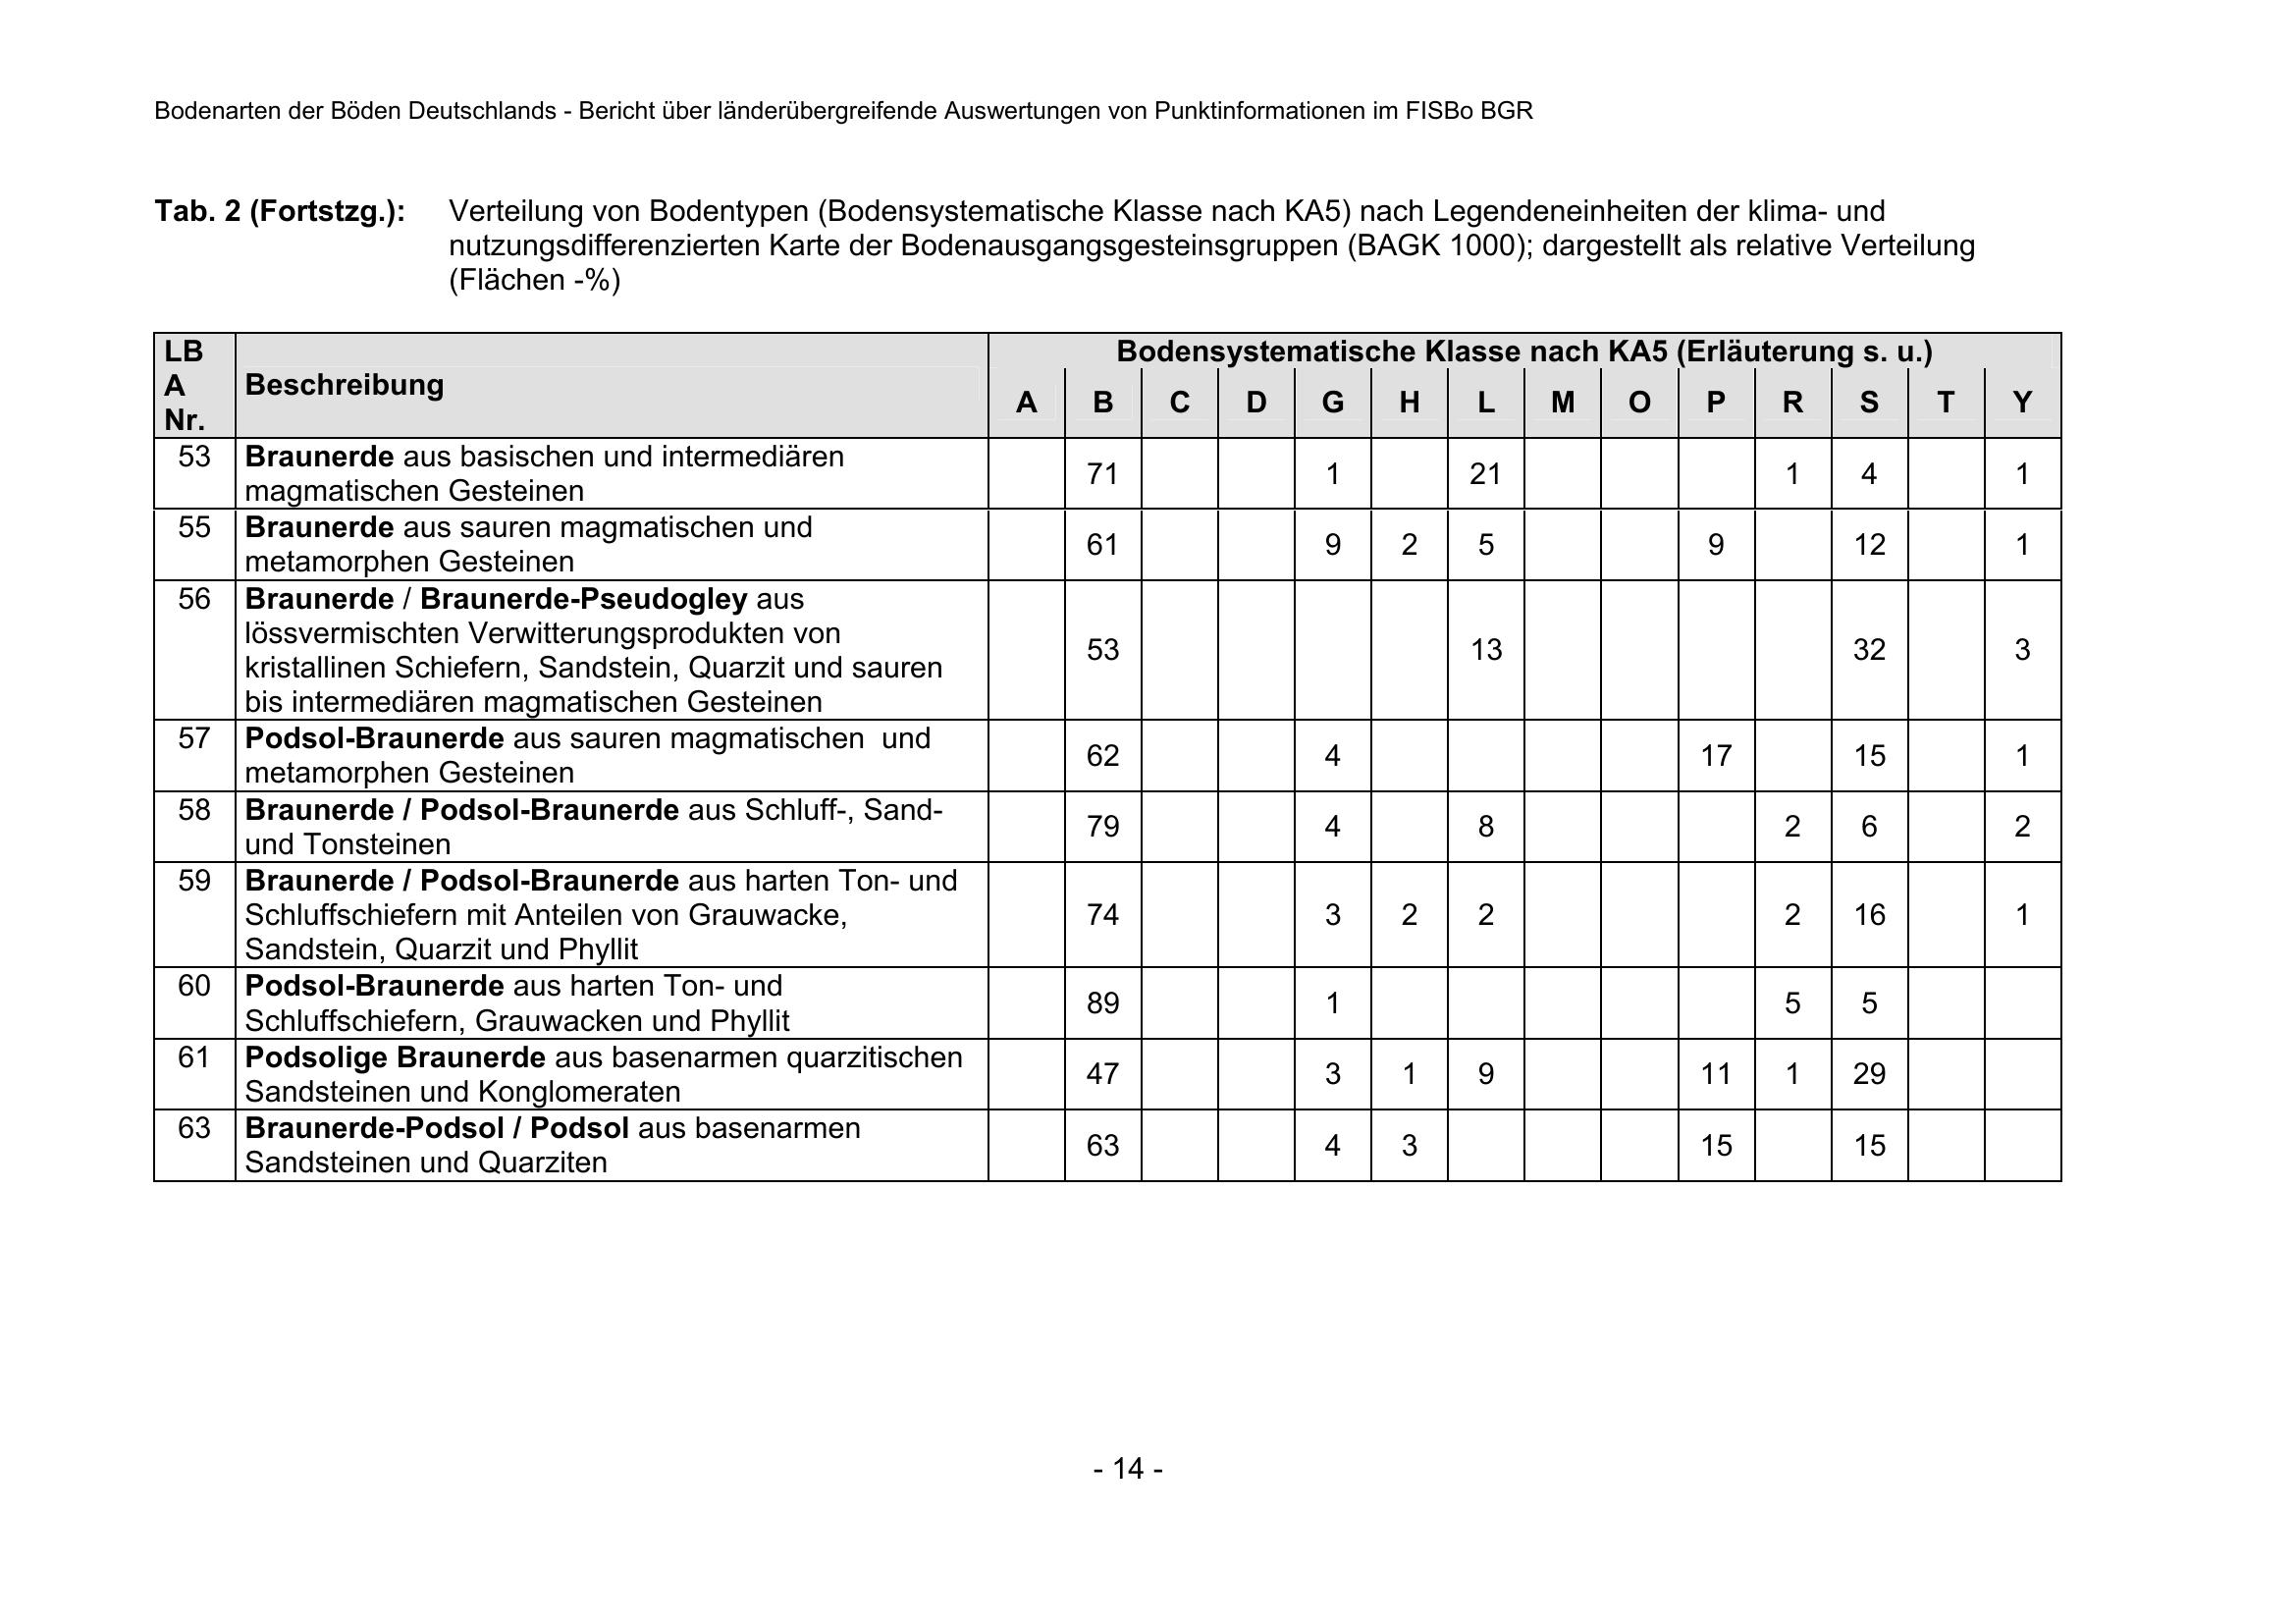 Bodenarten der Böden Deutschlands - Bericht über länderübergreifende Auswertungen von Punktinformationen im FISBo BGR
Tab. 2 (Fortstzg.): Verteilung von Bodentypen (Bodensystematische Klasse nach KA5) nach Legendeneinheiten der klima- und
nutzungsdifferenzierten Karte der Bodenausgangsgesteinsgruppen (BAGK 1000); dargestellt als relative Verteilung
(Flächen -%)
LB
A
Nr.
Beschreibung
Bodensystematische Klasse nach KA5 (Erläuterung s. u.)
A B C D G H L M O P R S T Y
53 Braunerde aus basischen und intermediären
magmatischen Gesteinen
71 1 21 1 4 1
55 Braunerde aus sauren magmatischen und
metamorphen Gesteinen
61 9 2 5 9 12 1
56 Braunerde / Braunerde-Pseudogley aus
lössvermischten Verwitterungsprodukten von
kristallinen Schiefern, Sandstein, Quarzit und sauren
bis intermediären magmatischen Gesteinen
53 13 32 3
57 Podsol-Braunerde aus sauren magmatischen und
metamorphen Gesteinen
62 4 17 15 1
58 Braunerde / Podsol-Braunerde aus Schluff-, Sand-
und Tonsteinen
79 4 8 2 6 2
59 Braunerde / Podsol-Braunerde aus harten Ton- und
Schluffschiefern mit Anteilen von Grauwacke,
Sandstein, Quarzit und Phyllit
74 3 2 2 2 16 1
60 Podsol-Braunerde aus harten Ton- und
Schluffschiefern, Grauwacken und Phyllit
89 1 5 5
61 Podsolige Braunerde aus basenarmen quarzitischen
Sandsteinen und Konglomeraten
47 3 1 9 11 1 29
63 Braunerde-Podsol / Podsol aus basenarmen
Sandsteinen und Quarziten
63 4 3 15 15
- 14 -